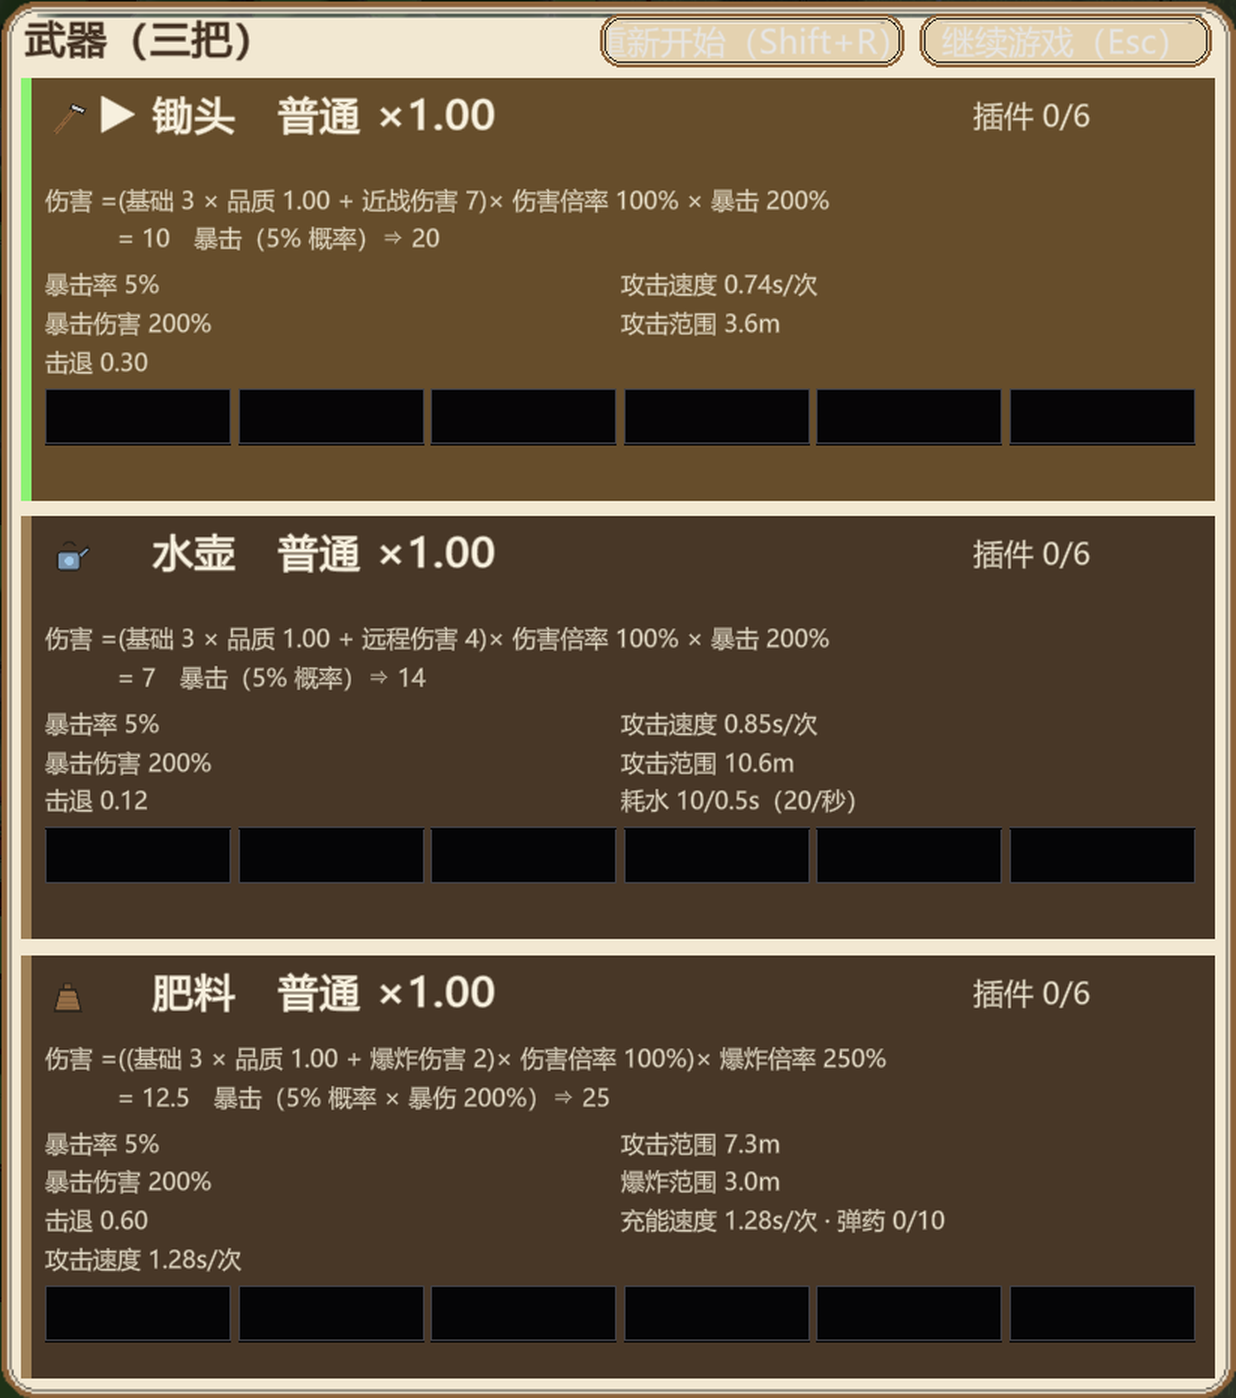 武器（三把）
重新开始（Shift+R）
继续游戏（Esc）
▶ 锄头 普通 ×1.00
插件 0/6
伤害 =(基础 3 × 品质 1.00 + 近战伤害 7)× 伤害倍率 100% × 暴击 200%
= 10 暴击（5% 概率）⇒ 20
暴击率 5%
攻击速度 0.74s/次
暴击伤害 200%
攻击范围 3.6m
击退 0.30
水壶 普通 ×1.00
插件 0/6
伤害 =(基础 3 × 品质 1.00 + 远程伤害 4)× 伤害倍率 100% × 暴击 200%
= 7 暴击（5% 概率）⇒ 14
暴击率 5%
攻击速度 0.85s/次
暴击伤害 200%
攻击范围 10.6m
击退 0.12
耗水 10/0.5s（20/秒）
肥料 普通 ×1.00
插件 0/6
伤害 =((基础 3 × 品质 1.00 + 爆炸伤害 2)× 伤害倍率 100%)× 爆炸倍率 250%
= 12.5 暴击（5% 概率 × 暴伤 200%）⇒ 25
暴击率 5%
攻击范围 7.3m
暴击伤害 200%
爆炸范围 3.0m
击退 0.60
充能速度 1.28s/次 · 弹药 0/10
攻击速度 1.28s/次